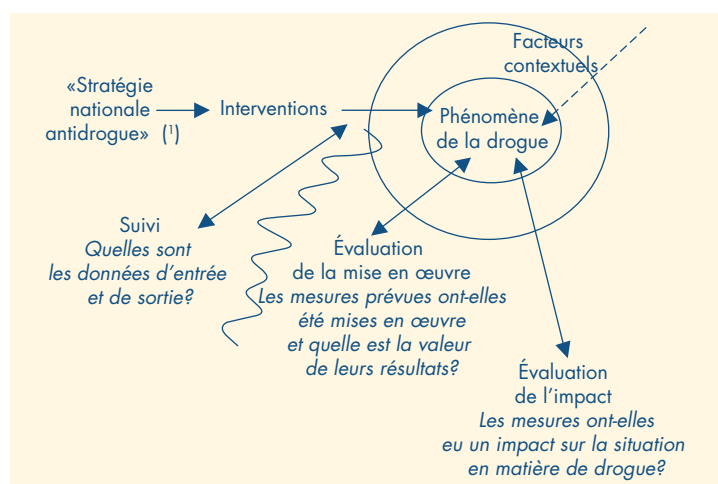 Facteurs
contextuels
«Stratégie
nationale
antidrogue» (¹)
Interventions
Phénomène
de la drogue
Suivi
Quelles sont
les données d'entrée
et de sortie?
Évaluation
de la mise en œuvre
Les mesures prévues ont-elles
été mises en œuvre
et quelle est la valeur
de leurs résultats?
Évaluation
de l'impact
Les mesures ont-elles
eu un impact sur la situation
en matière de drogue?